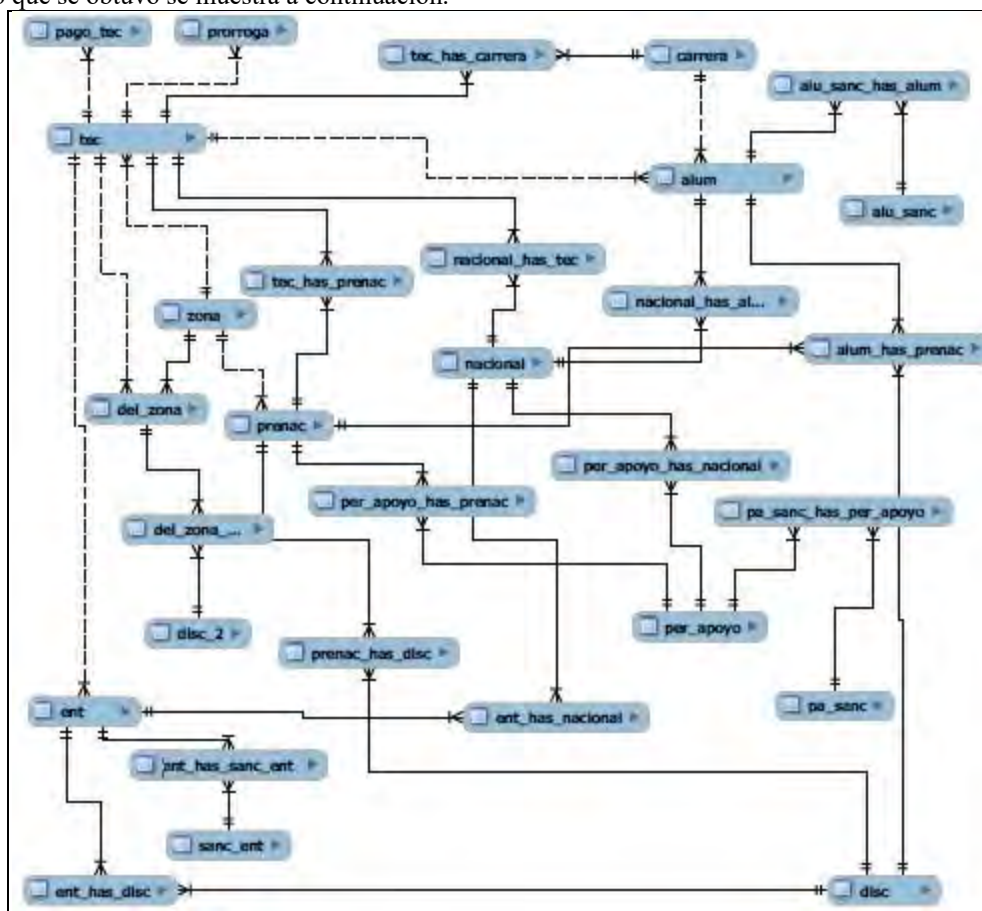 que se obtuvo se muestra a continuación.
pago_tec
prorroga
tec_has_carrera
carrera
alu_sanc_has_alum
tec
alum
alu_sanc
nacional_has_tec
tec_has_prenac
nacional_has_al...
zona
nacional
alum_has_prenac
del_zona
prenac
per_apoyo_has_nacional
per_apoyo_has_prenac
pa_sanc_has_per_apoyo
del_zona_...
disc_2
per_apoyo
prenac_has_disc
ent
ent_has_nacional
pa_sanc
ent_has_sanc_ent
sanc_ent
ent_has_disc
disc